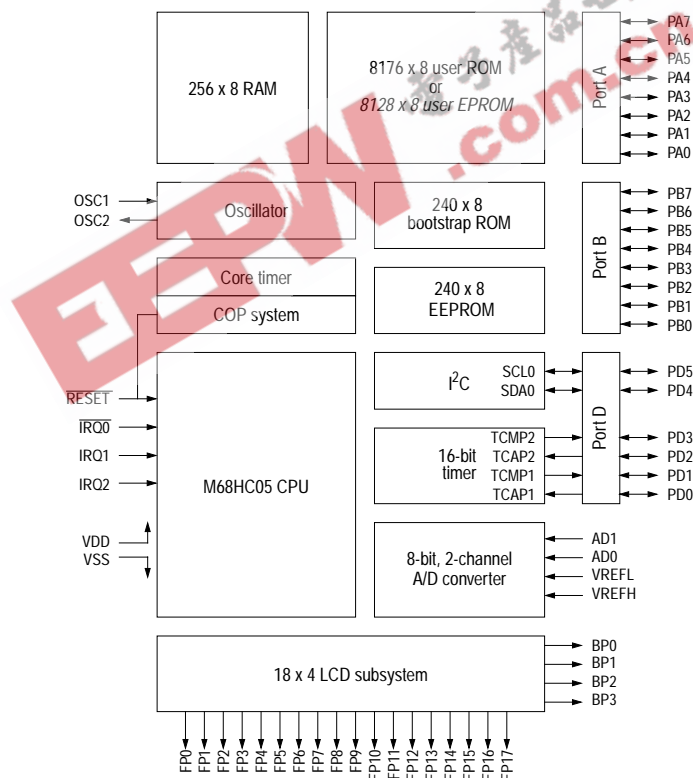 256 x 8 RAM
8176 x 8 user ROM
or
8128 x 8 user EPROM
Port A
PA7
PA6
PA5
PA4
PA3
PA2
PA1
PA0
OSC1
OSC2
Oscillator
240 x 8
bootstrap ROM
Core timer
COP system
240 x 8
EEPROM
Port B
PB7
PB6
PB5
PB4
PB3
PB2
PB1
PB0
RESET
IRQ0
IRQ1
IRQ2
VDD
VSS
M68HC05 CPU
I²C
SCL0
SDA0
16-bit
timer
TCMP2
TCAP2
TCMP1
TCAP1
Port D
PD5
PD4
PD3
PD2
PD1
PD0
8-bit, 2-channel
A/D converter
AD1
AD0
VREFL
VREFH
18 x 4 LCD subsystem
BP0
BP1
BP2
BP3
FP0
FP1
FP2
FP3
FP4
FP5
FP6
FP7
FP8
FP9
FP10
FP11
FP12
FP13
FP14
FP15
FP16
FP17
EEPW
.com.cn
電子產品